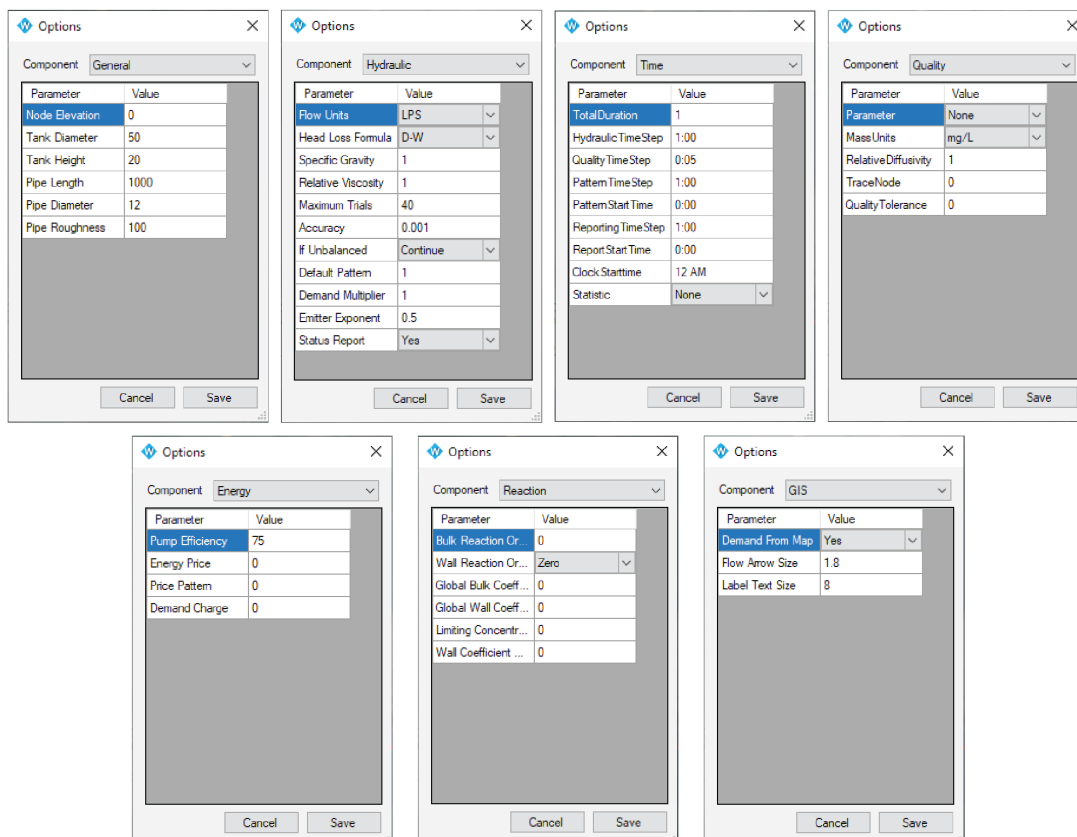 Options
Component General
Parameter Value
Node Elevation 0
Tank Diameter 50
Tank Height 20
Pipe Length 1000
Pipe Diameter 12
Pipe Roughness 100
Cancel Save
Options
Component Hydraulic
Parameter Value
Flow Units LPS
Head Loss Formula D-W
Specific Gravity 1
Relative Viscosity 1
Maximum Trials 40
Accuracy 0.001
If Unbalanced Continue
Default Pattern 1
Demand Multiplier 1
Emitter Exponent 0.5
Status Report Yes
Cancel Save
Options
Component Time
Parameter Value
TotalDuration 1
HydraulicTimeStep 1:00
QualityTimeStep 0:05
PatternTimeStep 1:00
PatternStartTime 0:00
ReportingTimeStep 1:00
ReportStartTime 0:00
ClockStarttime 12 AM
Statistic None
Cancel Save
Options
Component Quality
Parameter Value
Parameter None
MassUnits mg/L
RelativeDiffusivity 1
TraceNode 0
QualityTolerance 0
Cancel Save
Options
Component Energy
Parameter Value
Pump Efficiency 75
Energy Price 0
Price Pattern 0
Demand Charge 0
Cancel Save
Options
Component Reaction
Parameter Value
Bulk Reaction Or... 0
Wall Reaction Or... Zero
Global Bulk Coeff... 0
Global Wall Coeff... 0
Limiting Concentr... 0
Wall Coefficient ... 0
Cancel Save
Options
Component GIS
Parameter Value
Demand From Map Yes
Flow Arrow Size 1.8
Label Text Size 8
Cancel Save